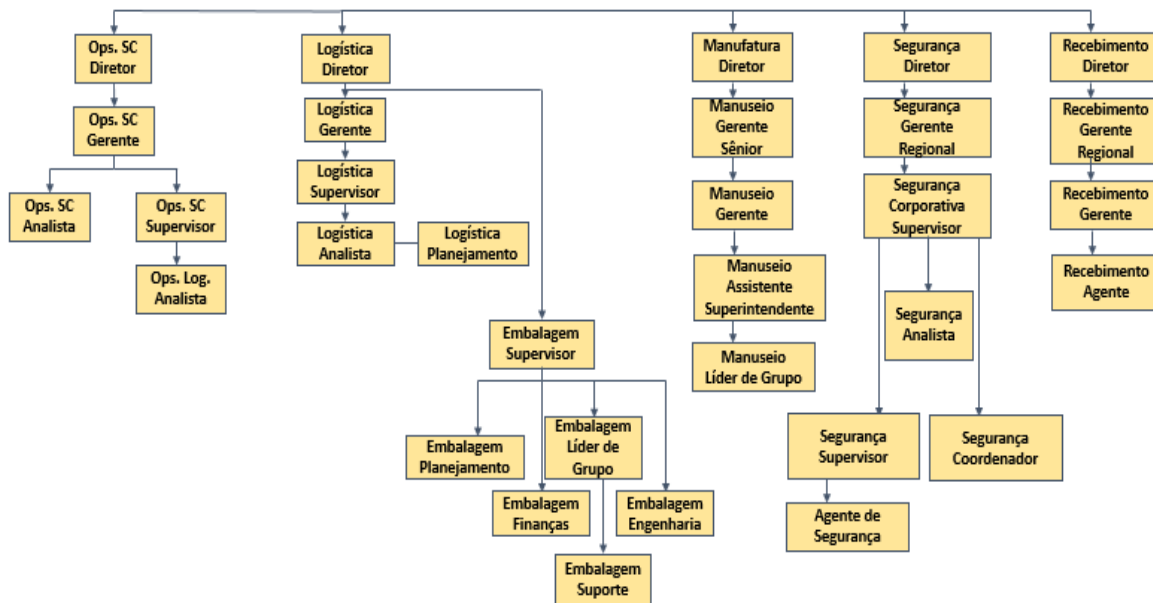 Ops. SC
Diretor
Logística
Diretor
Manufatura
Diretor
Segurança
Diretor
Recebimento
Diretor
Ops. SC
Gerente
Logística
Gerente
Manuseio
Gerente
Sênior
Segurança
Gerente
Regional
Recebimento
Gerente
Regional
Ops. SC
Analista
Ops. SC
Supervisor
Logística
Supervisor
Manuseio
Gerente
Segurança
Corporativa
Supervisor
Recebimento
Gerente
Ops. Log.
Analista
Logística
Analista
Logística
Planejamento
Manuseio
Assistente
Superintendente
Segurança
Analista
Recebimento
Agente
Embalagem
Supervisor
Manuseio
Líder de Grupo
Embalagem
Planejamento
Embalagem
Líder de
Grupo
Segurança
Supervisor
Segurança
Coordenador
Embalagem
Finanças
Embalagem
Engenharia
Agente de
Segurança
Embalagem
Suporte